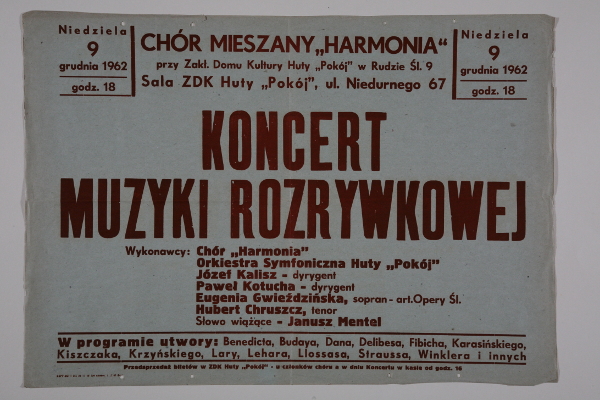 Niedziela
9
grudnia 1962
godz. 18
CHÓR MIESZANY „HARMONIA"
przy Zakł. Domu Kultury Huty „Pokój" w Rudzie Śl. 9
Sala ZDK Huty „Pokój", ul. Niedurnego 67
Niedziela
9
grudnia 1962
godz. 18
KONCERT
MUZYKI ROZRYWKOWEJ
Wykonawcy: Chór „Harmonia"
Orkiestra Symfoniczna Huty „Pokój"
Józef Kalisz – dyrygent
Paweł Kotucha – dyrygent
Eugenia Gwieździńska, sopran – art. Opery Śl.
Hubert Chruszcz, tenor
Słowo wiążące – Janusz Mentel
W programie utwory: Benedicta, Budaya, Dana, Delibesa, Fibicha, Karasińskiego,
Kiszczaka, Krzyńskiego, Lary, Lehara, Llossasa, Straussa, Winklera i innych
Przedsprzedaż biletów w ZDK Huty „Pokój" - u członków chóru a w dniu Koncertu w kasie od godz. 16